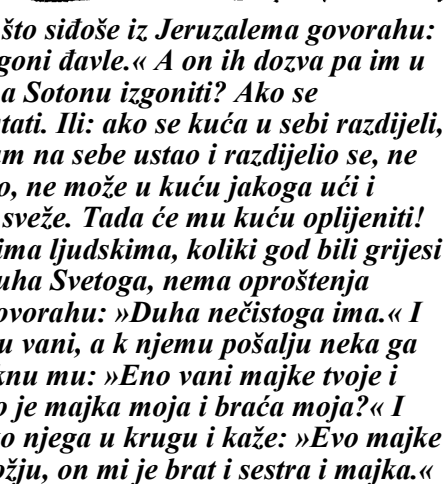 što siđoše iz Jeruzalema govorahu:
goni đavle.« A on ih dozva pa im u
a Sotonu izgoniti? Ako se
tati. Ili: ako se kuća u sebi razdijeli,
am na sebe ustao i razdijelio se, ne
o, ne može u kuću jakoga ući i
sveže. Tada će mu kuću oplijeniti!
ima ljudskima, koliki god bili grijesi
uha Svetoga, nema oproštenja
ovorahu: »Duha nečistoga ima.« I
u vani, a k njemu pošalju neka ga
knu mu: »Eno vani majke tvoje i
o je majka moja i braća moja?« I
o njega u krugu i kaže: »Evo majke
ožju, on mi je brat i sestra i majka.«